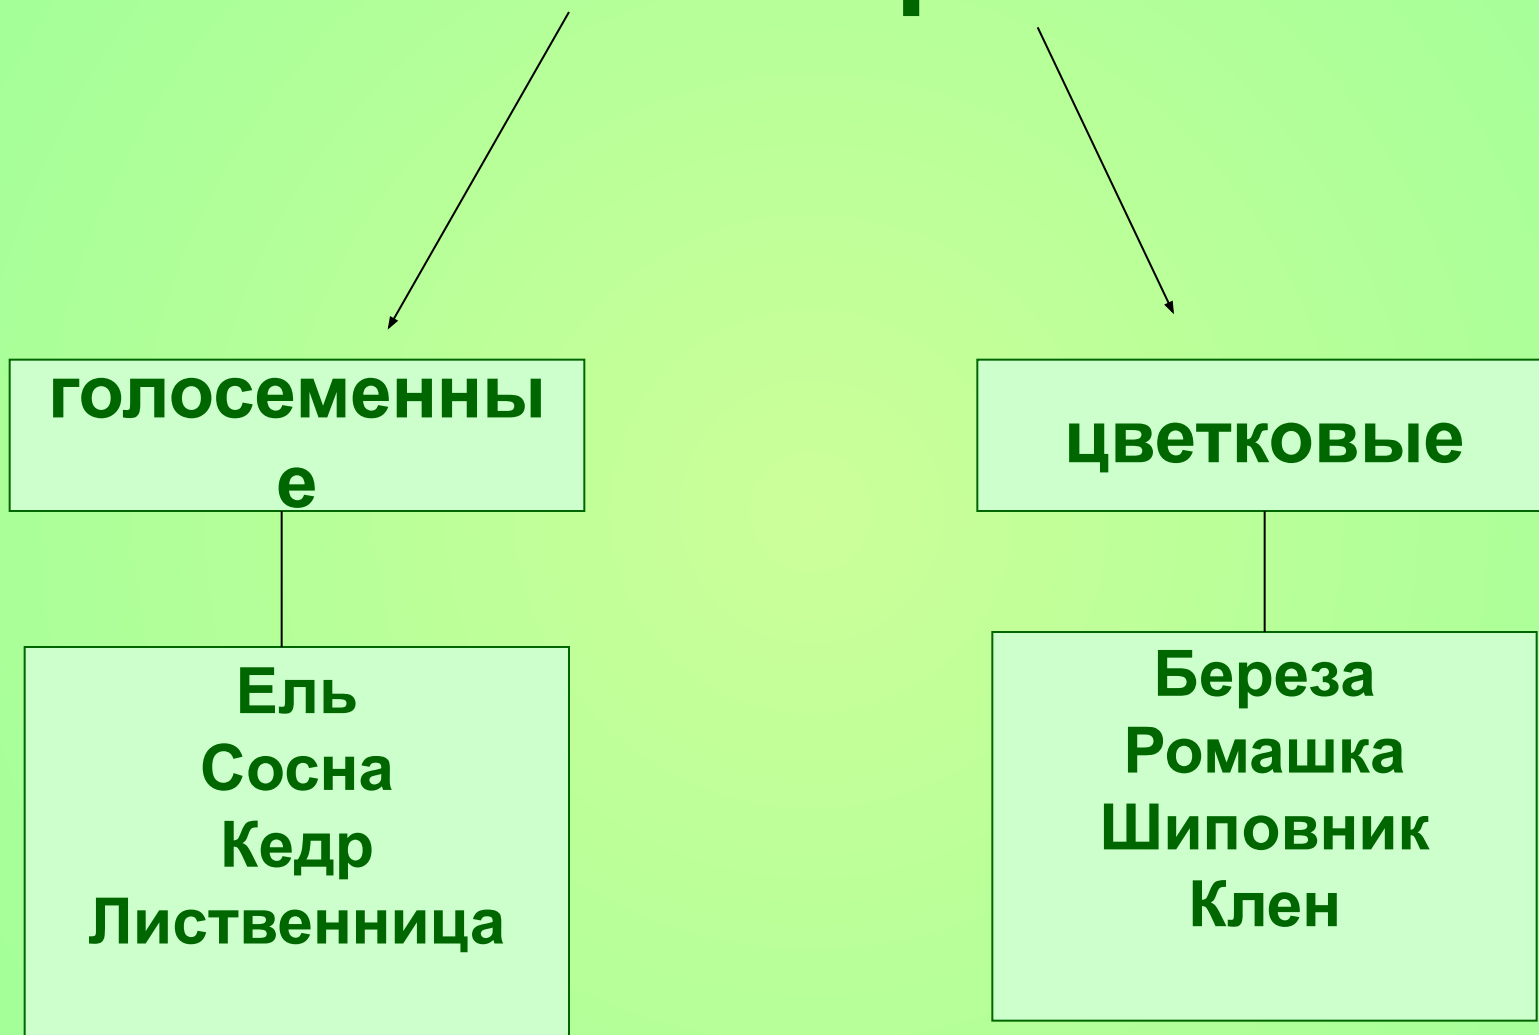 голосеменны
е
цветковые
Ель
Сосна
Кедр
Лиственница
Береза
Ромашка
Шиповник
Клен